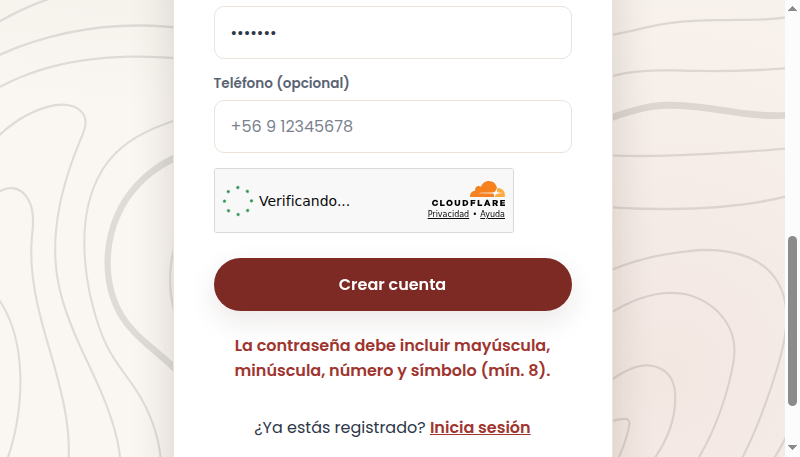 •••••••
Teléfono (opcional)
+56 9 12345678
Verificando...
CLOUDFLARE
Privacidad • Ayuda
Crear cuenta
La contraseña debe incluir mayúscula,
minúscula, número y símbolo (mín. 8).
¿Ya estás registrado? Inicia sesión